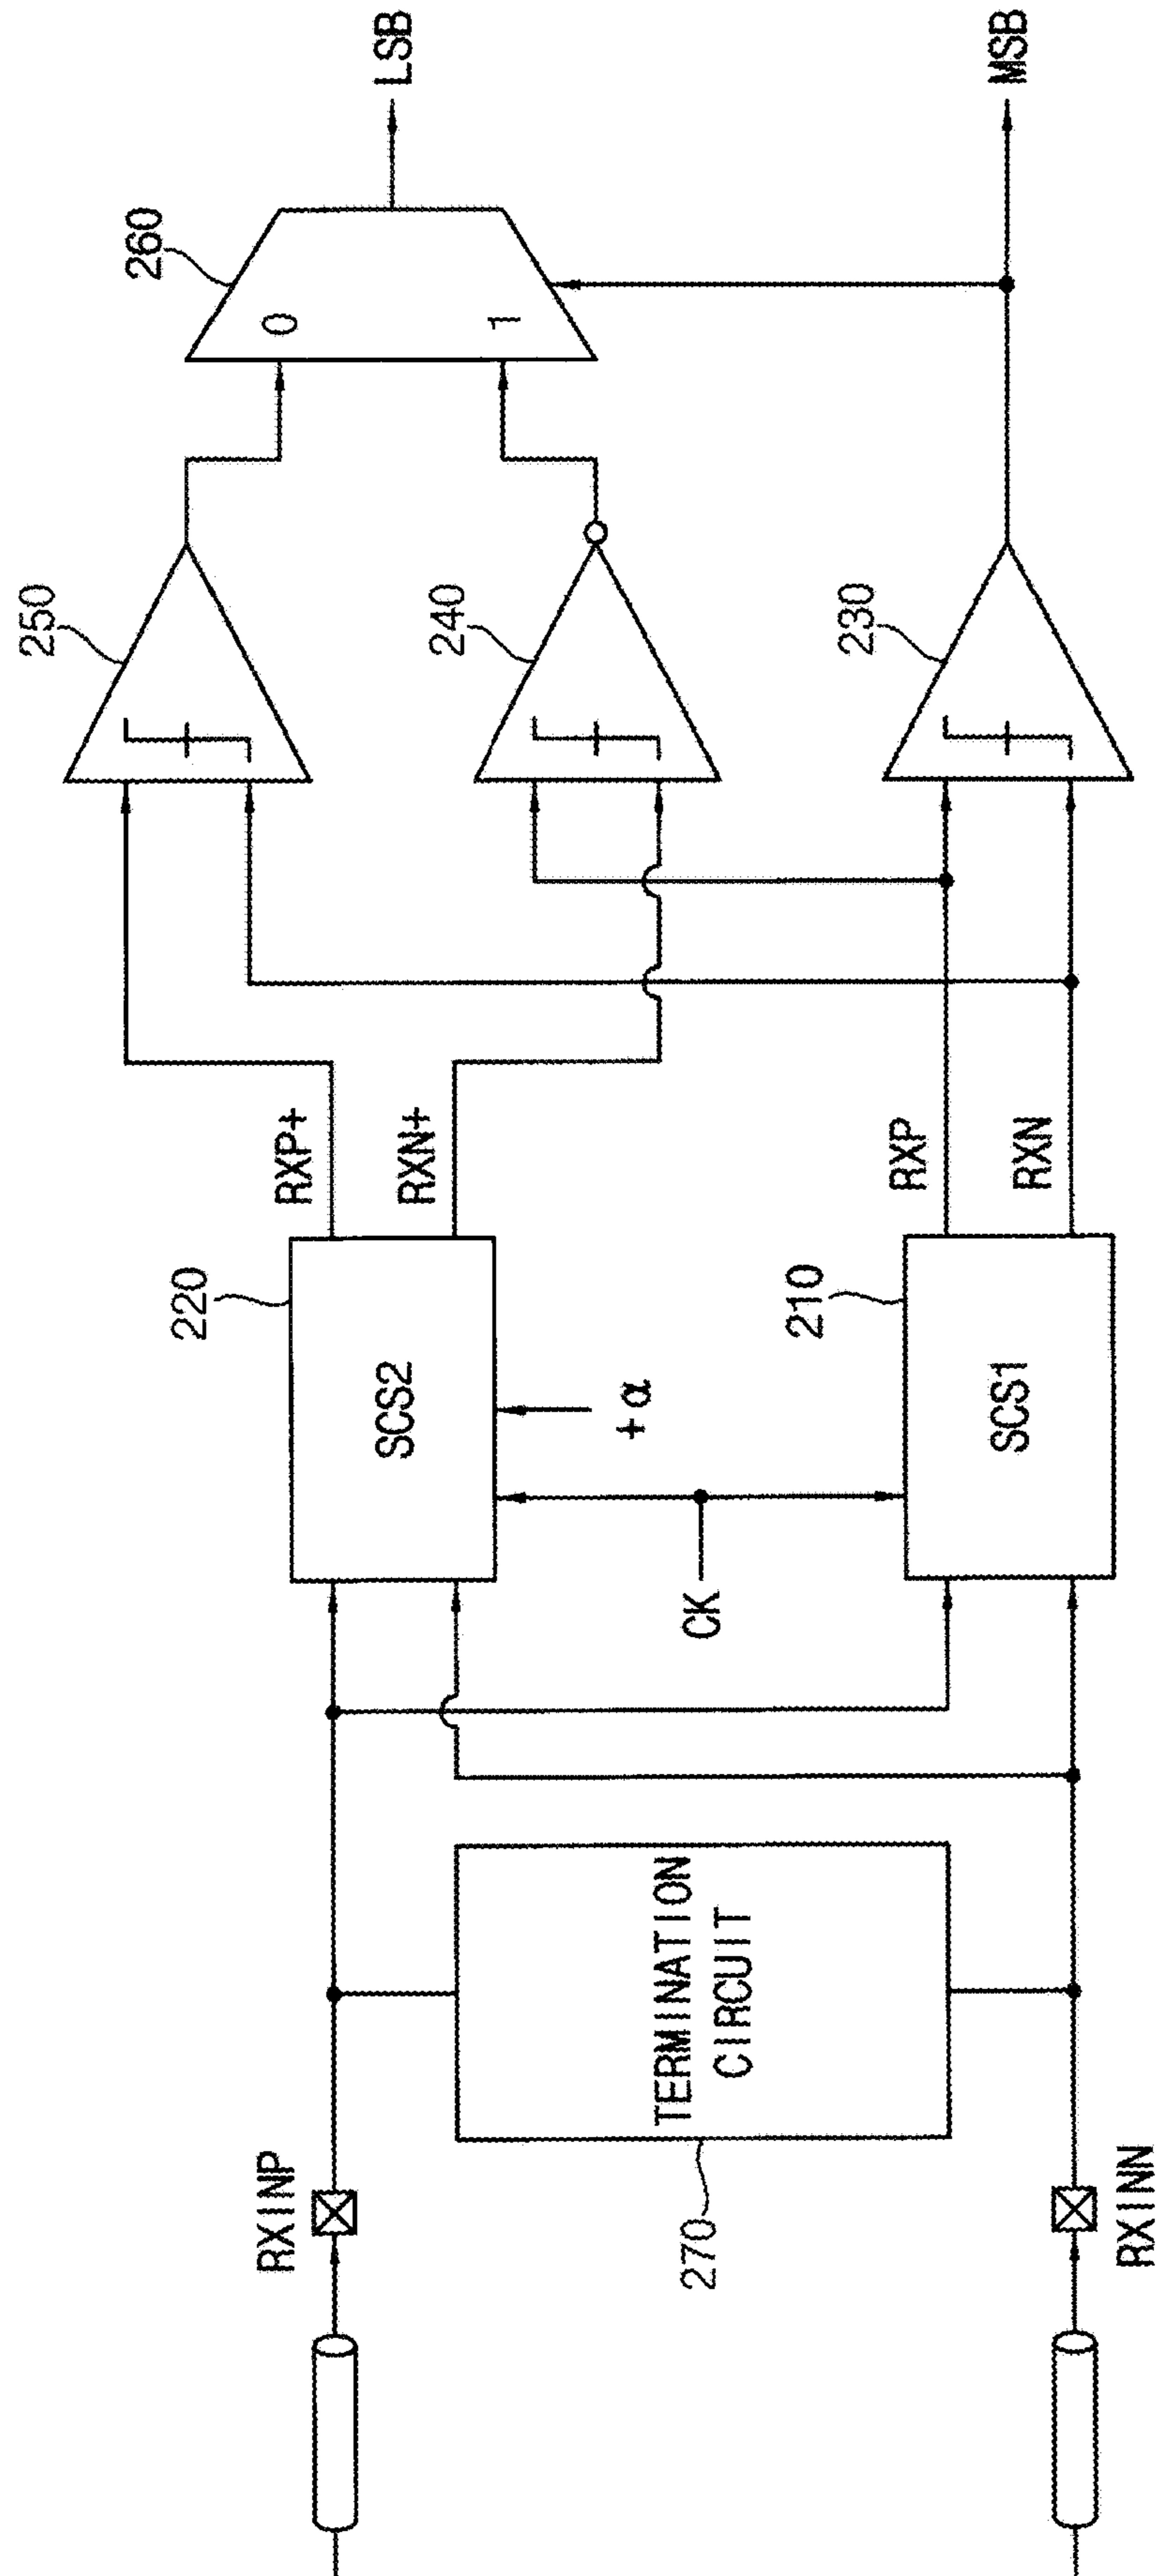 RXINP
RXINN
TERMINATION
CIRCUIT
270
CK
+α
SCS2
220
SCS1
210
RXP+
RXN+
RXP
RXN
250
240
230
260
0
1
LSB
MSB